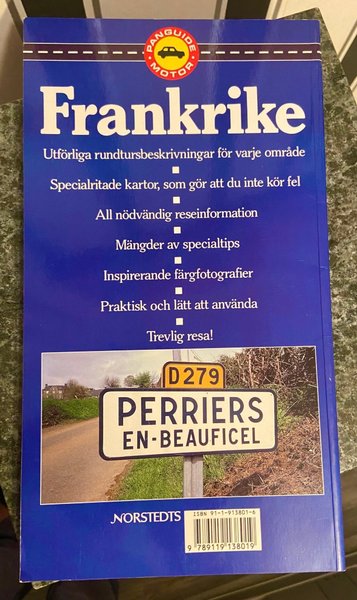 PANGUIDE
MOTOR
Frankrike
Utförliga rundtursbeskrivningar för varje område
Specialritade kartor, som gör att du inte kör fel
All nödvändig reseinformation
Mängder av specialtips
Inspirerande färgfotografier
Praktisk och lätt att använda
Trevlig resa!
D 279
PERRIERS
EN-BEAUFICEL
NORSTEDTS
ISBN 91-1-913801-6
9 789119 138019